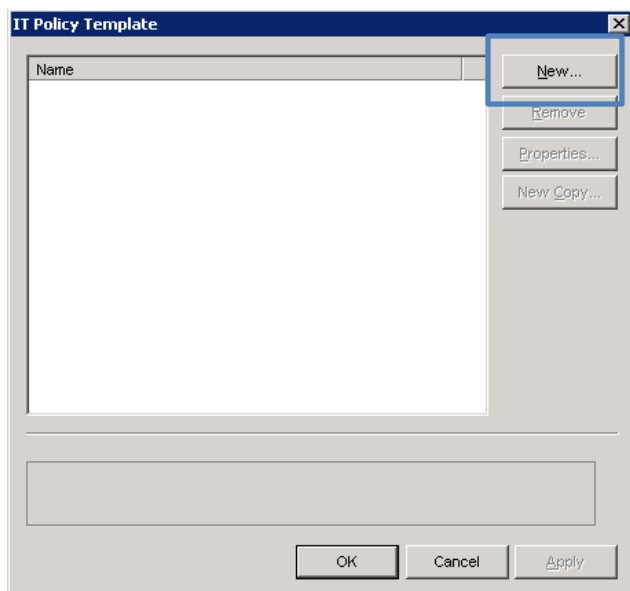 IT Policy Template
Name
New...
Remove
Properties...
New Copy...
OK
Cancel
Apply